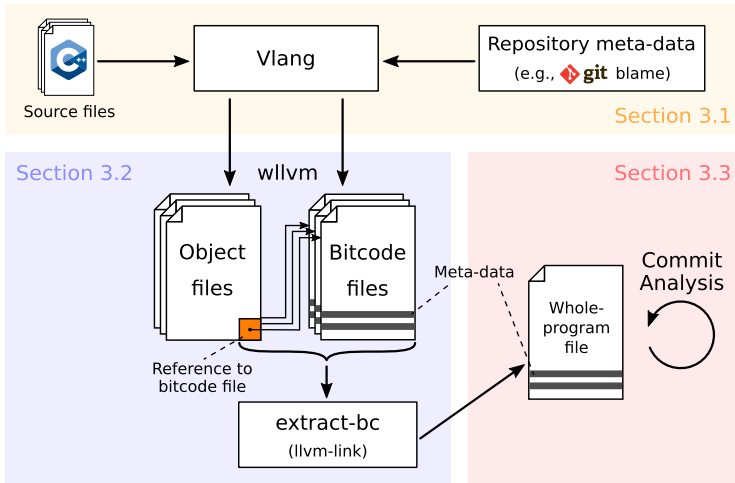 C++
Source files
Vlang
Repository meta-data
(e.g., git blame)
Section 3.1
Section 3.2
wllvm
Object
files
Bitcode
files
Reference to
bitcode file
extract-bc
(llvm-link)
Section 3.3
Meta-data
Whole-
program
file
Commit
Analysis